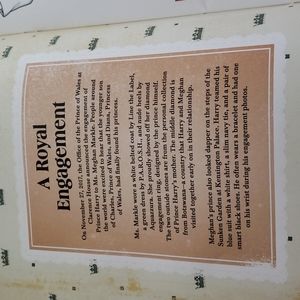 A Royal
Engagement
On November 27, 2017, the Office of the Prince of Wales at
Clarence House announced the engagement of
Prince Harry to Ms. Meghan Markle. People around
the world were excited to hear that the younger son
of Charles, Prince of Wales, and Diana, Princess
of Wales, had finally found his princess.
Ms. Markle wore a white belted coat by Line the Label,
a green dress by P.A.R.O.S.H., and nude heels by
Aquazzura. She proudly showed off her diamond
engagement ring, designed by the prince himself.
The two outside stones are from the personal collection
of Prince Harry's mother. The middle diamond is
from Botswana—a country that Harry and Meghan
visited together early on in their relationship.
Meghan's prince also looked dapper on the steps of the
Sunken Garden at Kensington Palace. Harry teamed his
blue suit with a white shirt, a slim navy tie, and a pair of
smart black shoes. He often wears a bracelet and had one
on his wrist during his engagement photos.